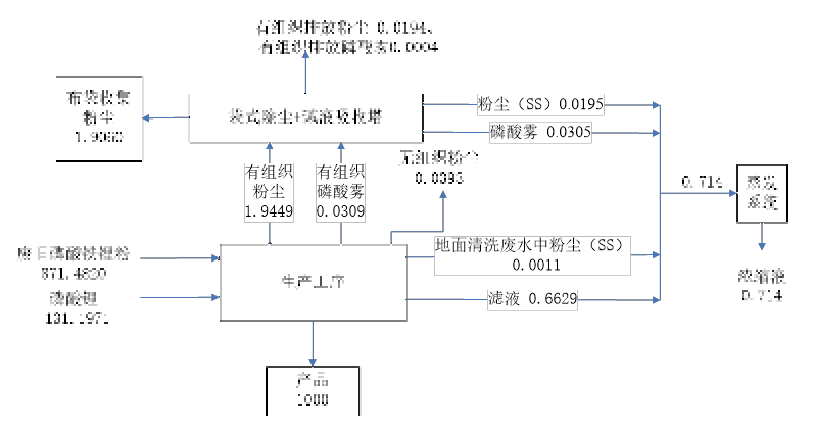 有组织排放粉尘 0.0194、
有组织排放磷酸雾0.0004
布袋收集
粉尘
1.9060
袋式除尘+碱液吸收塔
粉尘（SS）0.0195
磷酸雾 0.0305
有组织
粉尘
1.9449
有组织
磷酸雾
0.0309
无组织粉尘
0.0393
0.714
蒸发
系统
废旧磷酸铁锂粉
871.4820
磷酸锂
131.1971
生产工序
地面清洗废水中粉尘（SS）
0.0011
滤液 0.6629
浓缩液
0.714
产品
1000